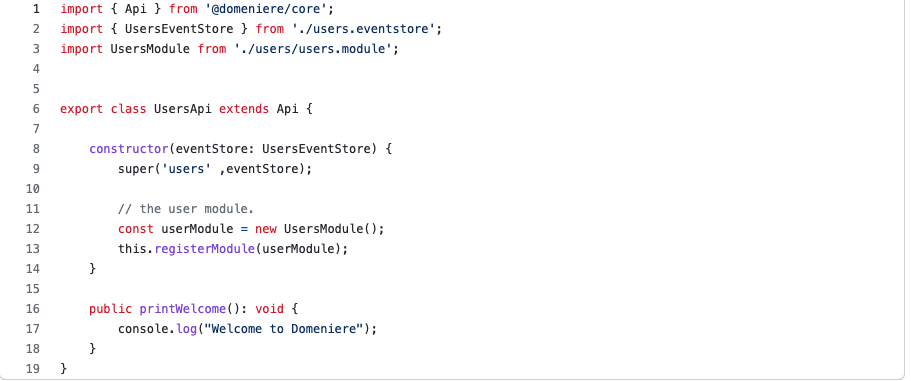 1 import { Api } from '@domeniere/core';
2 import { UsersEventStore } from './users.eventstore';
3 import UsersModule from './users/users.module';
4
5
6 export class UsersApi extends Api {
7
8     constructor(eventStore: UsersEventStore) {
9         super('users' ,eventStore);
10
11         // the user module.
12         const userModule = new UsersModule();
13         this.registerModule(userModule);
14     }
15
16     public printWelcome(): void {
17         console.log("Welcome to Domeniere");
18     }
19 }